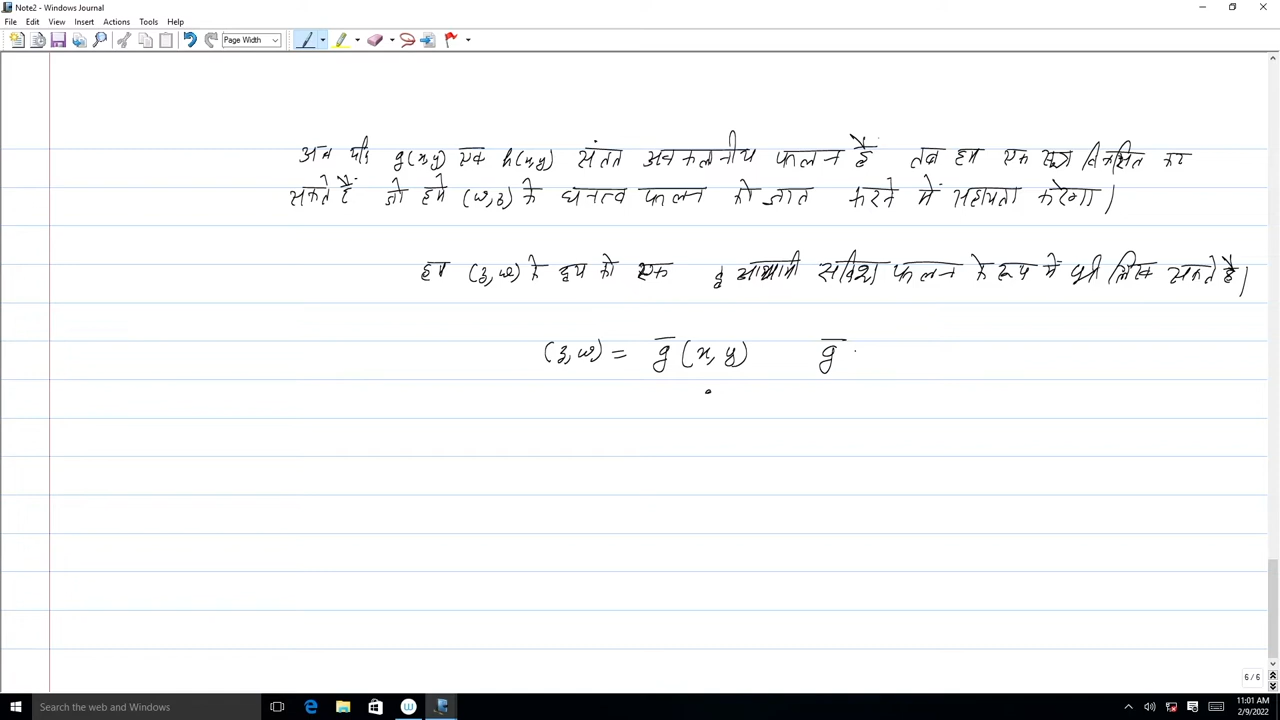 Note2 - Windows Journal
File Edit View Insert Actions Tools Help
Page Width
अब यदि g(x,y) एवं h(x,y) संतत अवकलनीय फलन है तब हम एक सूत्र विकसित कर
सकते हैं जो हमें (w,z) के घनत्व फलन को ज्ञात करने में सहायता करेगा।
हम (z,w) के द्वय को एक द्वि आयामी सदिश फलन के रूप में भी लिख सकते है।
(z,w) = g̅ (x, y) g̅
6/6
Search the web and Windows
11:01 AM
2/9/2022